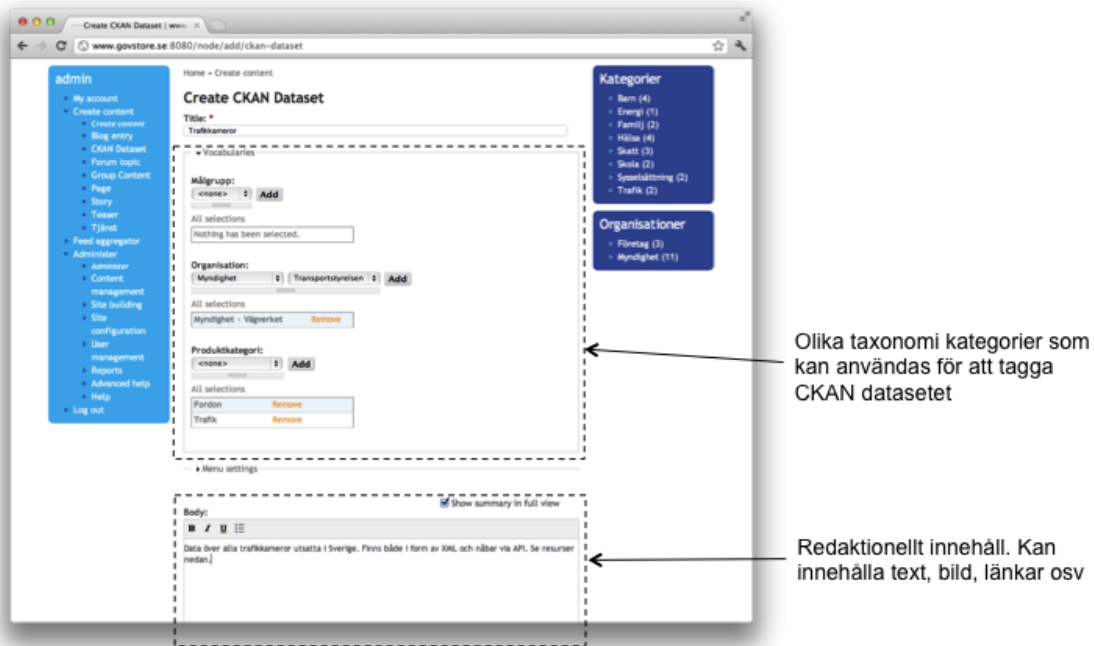 Create CKAN Dataset | www
www.govstore.se:8080/node/add/ckan-dataset
admin
My account
Create content
Create content
Blog entry
CKAN Dataset
Forum topic
Group Content
Page
Story
Teaser
Tjänst
Feed aggregator
Administer
Administer
Content
management
Site building
Site
configuration
User
management
Reports
Advanced help
Help
Log out
Home » Create content
Create CKAN Dataset
Title: *
Trafikkameror
Vocabularies
Målgrupp:
<none> Add
All selections
Nothing has been selected.
Organisation:
Myndighet Transportstyrelsen Add
All selections
Myndighet - Vägverket Remove
Produktkategori:
<none> Add
All selections
Fordon Remove
Trafik Remove
Menu settings
Show summary in full view
Body:
B I U
Data över alla trafikkameror utsatta i Sverige. Finns både i form av XML och nåbar via API. Se resurser
nedan.
Kategorier
Barn (4)
Energi (1)
Familj (2)
Hälsa (4)
Skatt (3)
Skola (2)
Sysselsättning (2)
Trafik (2)
Organisationer
Företag (3)
Myndighet (11)
Olika taxonomi kategorier som
kan användas för att tagga
CKAN datasetet
Redaktionellt innehåll. Kan
innehålla text, bild, länkar osv